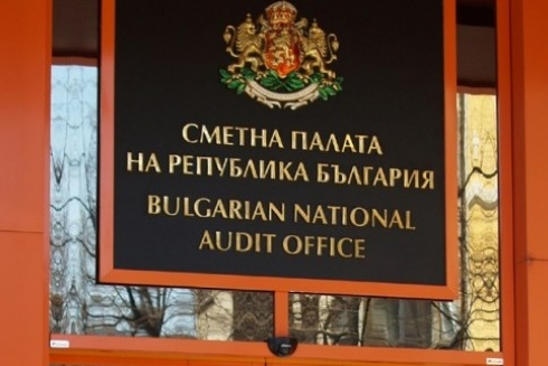 СМЕТНА ПАЛАТА
НА РЕПУБЛИКА БЪЛГАРИЯ
BULGARIAN NATIONAL
AUDIT OFFICE